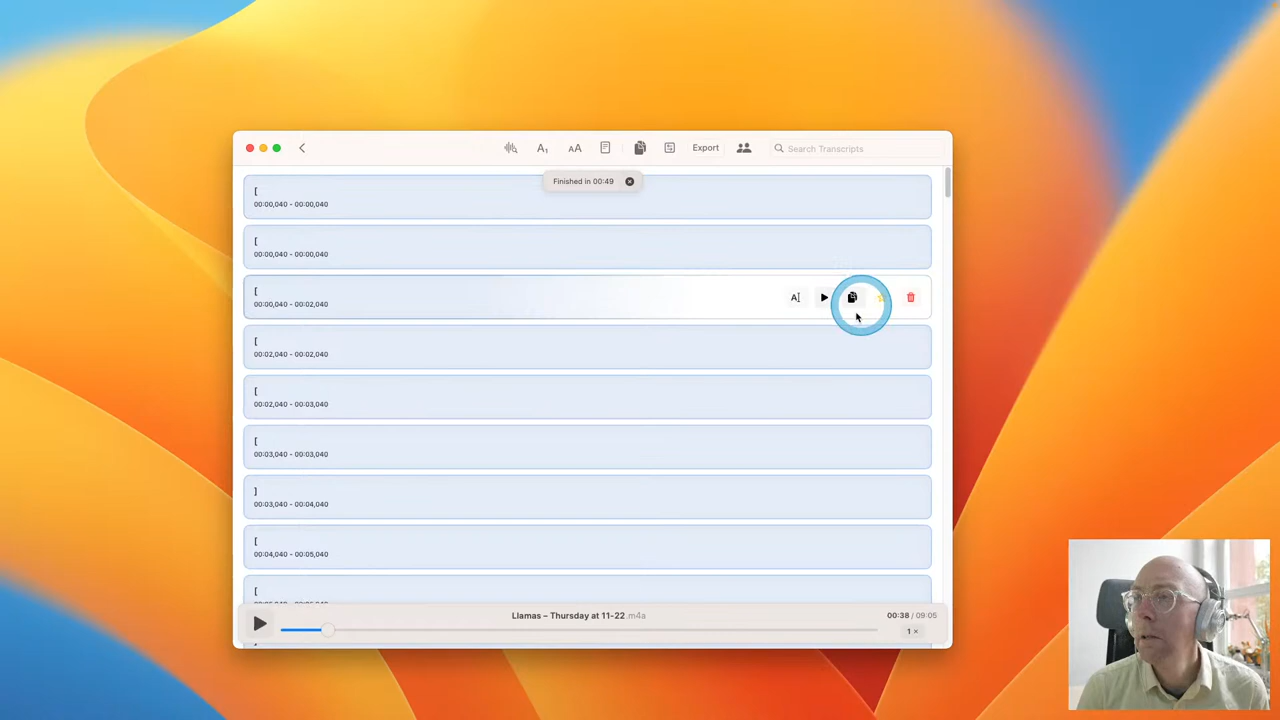 Export
Search Transcripts
Finished in 00:49
[
00:00,040 - 00:00,040
[
00:00,040 - 00:00,040
[
00:00,040 - 00:02,040
[
00:02,040 - 00:02,040
[
00:02,040 - 00:03,040
[
00:03,040 - 00:03,040
]
00:03,040 - 00:04,040
[
00:04,040 - 00:05,040
[
Llamas – Thursday at 11-22 .m4a
00:38 / 09:05
1 ×